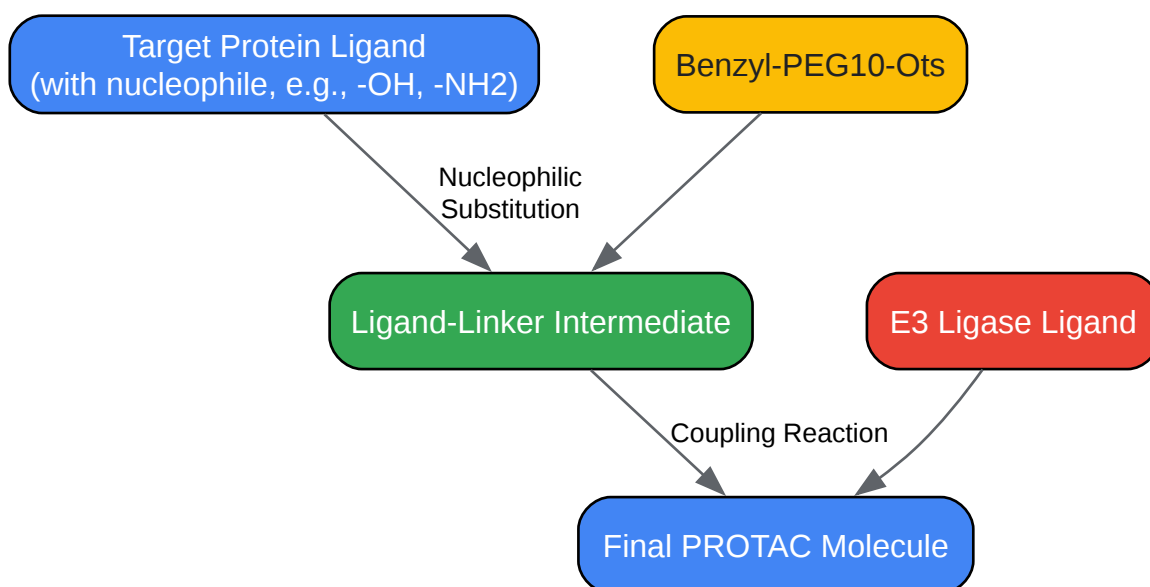 Target Protein Ligand
(with nucleophile, e.g., -OH, -NH2)
Benzyl-PEG10-Ots
Nucleophilic
Substitution
Ligand-Linker Intermediate
E3 Ligase Ligand
Coupling Reaction
Final PROTAC Molecule